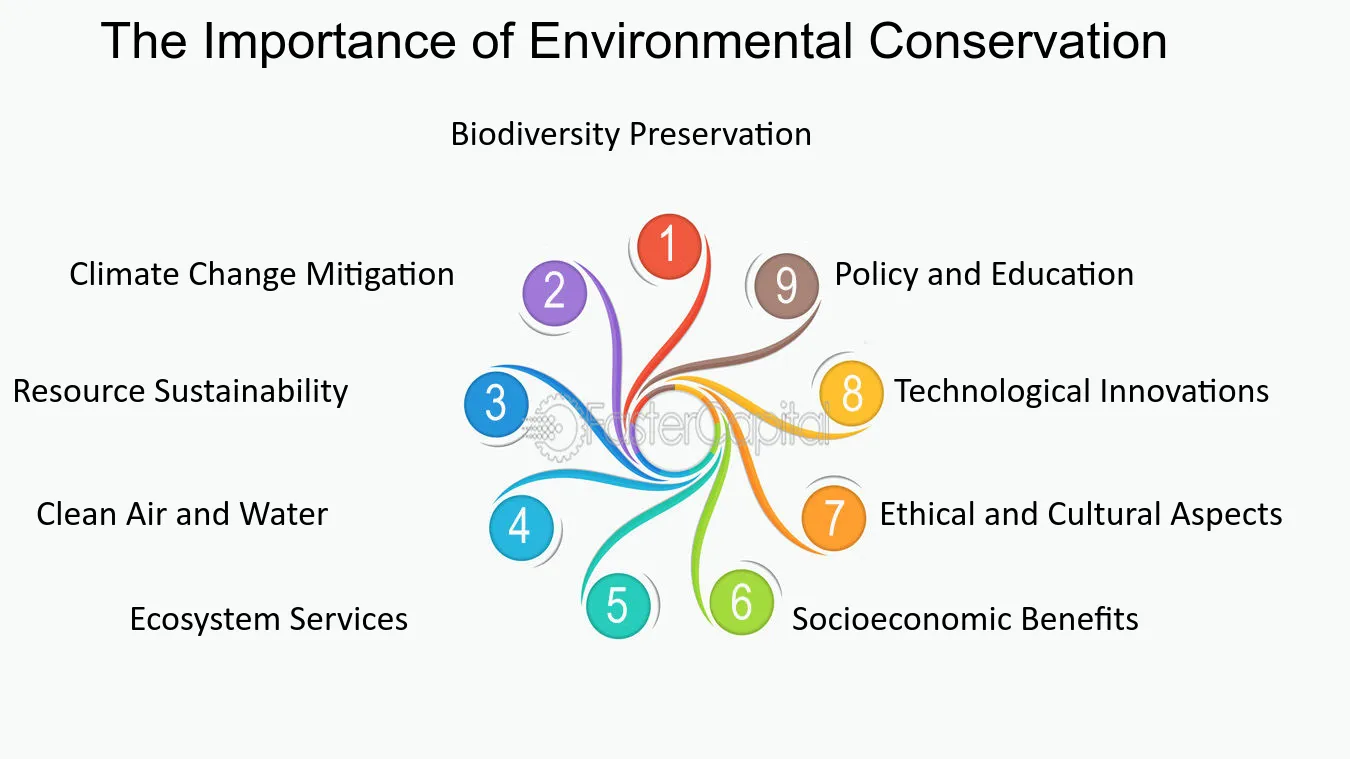 The Importance of Environmental Conservation
Biodiversity Preservation
1
2
Climate Change Mitigation
9
Policy and Education
3
Resource Sustainability
8
Technological Innovations
FasterCapital
4
Clean Air and Water
7
Ethical and Cultural Aspects
5
Ecosystem Services
6
Socioeconomic Benefits